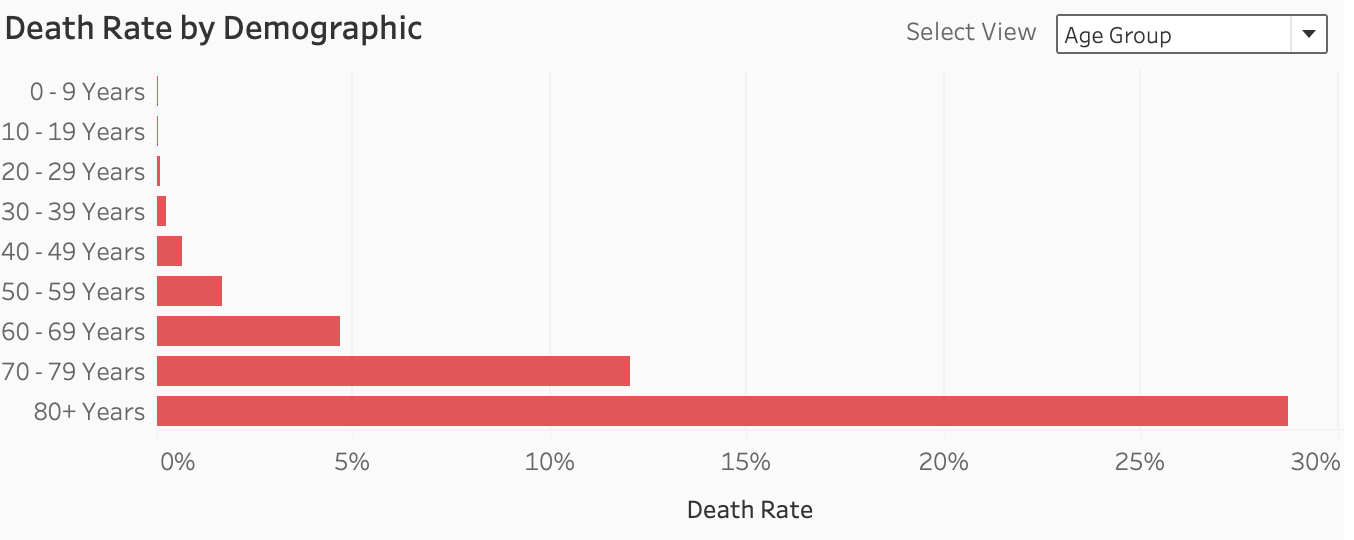 Death Rate by Demographic
Select View Age Group
0 - 9 Years
10 - 19 Years
20 - 29 Years
30 - 39 Years
40 - 49 Years
50 - 59 Years
60 - 69 Years
70 - 79 Years
80+ Years
0% 5% 10% 15% 20% 25% 30%
Death Rate